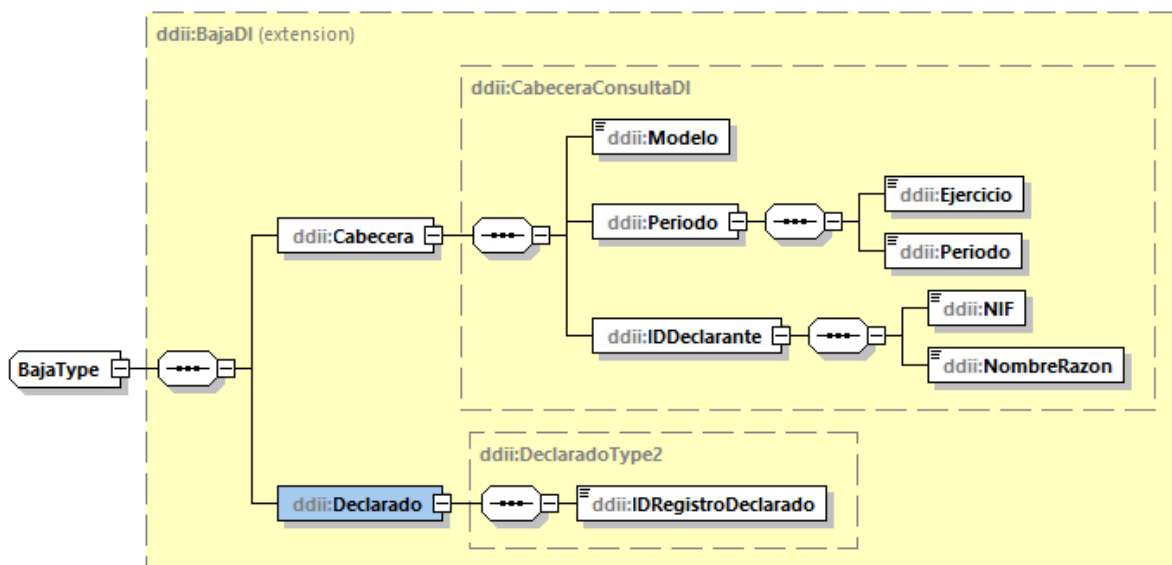 ddii:BajaDI (extension)
ddii:CabeceraConsultaDI
ddii:Modelo
ddii:Ejercicio
ddii:Cabecera
ddii:Periodo
ddii:Periodo
ddii:NIF
ddii:IDDeclarante
BajaType
ddii:NombreRazon
ddii:DeclaradoType2
ddii:Declarado
ddii:IDRegistroDeclarado